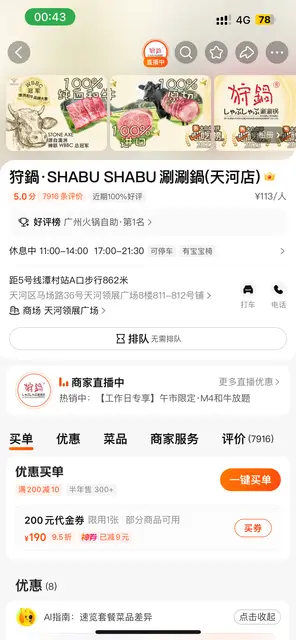 00:43
4G 78
狩鍋
直播中
冠军
STONE AXE
100%
100%
狩鍋
しゃぶしゃぶ 涮涮鍋
相册
狩鍋·SHABU SHABU 涮涮鍋(天河店)
5.0分 7916条评价 近期100%好评 ¥113/人
好评榜 广州火锅自助·第1名
休息中 11:00~14:00 17:00~21:30 可停车 有宝宝椅
距5号线潭村站A口步行862米
天河区马场路36号天河领展广场8楼811-812号铺
打车 电话
商场 天河领展广场
排队 无需排队
狩鍋
商家直播中 更多直播优惠
热销中：【工作日专享】午市限定·M4和牛放题
买单 优惠 菜品 商家服务 评价 (7916)
优惠买单
满200减10 半年售 300+
一键买单
200元代金券 限用1张 部分商品可用
¥190 9.5折 神券 已减9元
买券
优惠 (8)
AI指南：速览套餐菜品差异 点击收起